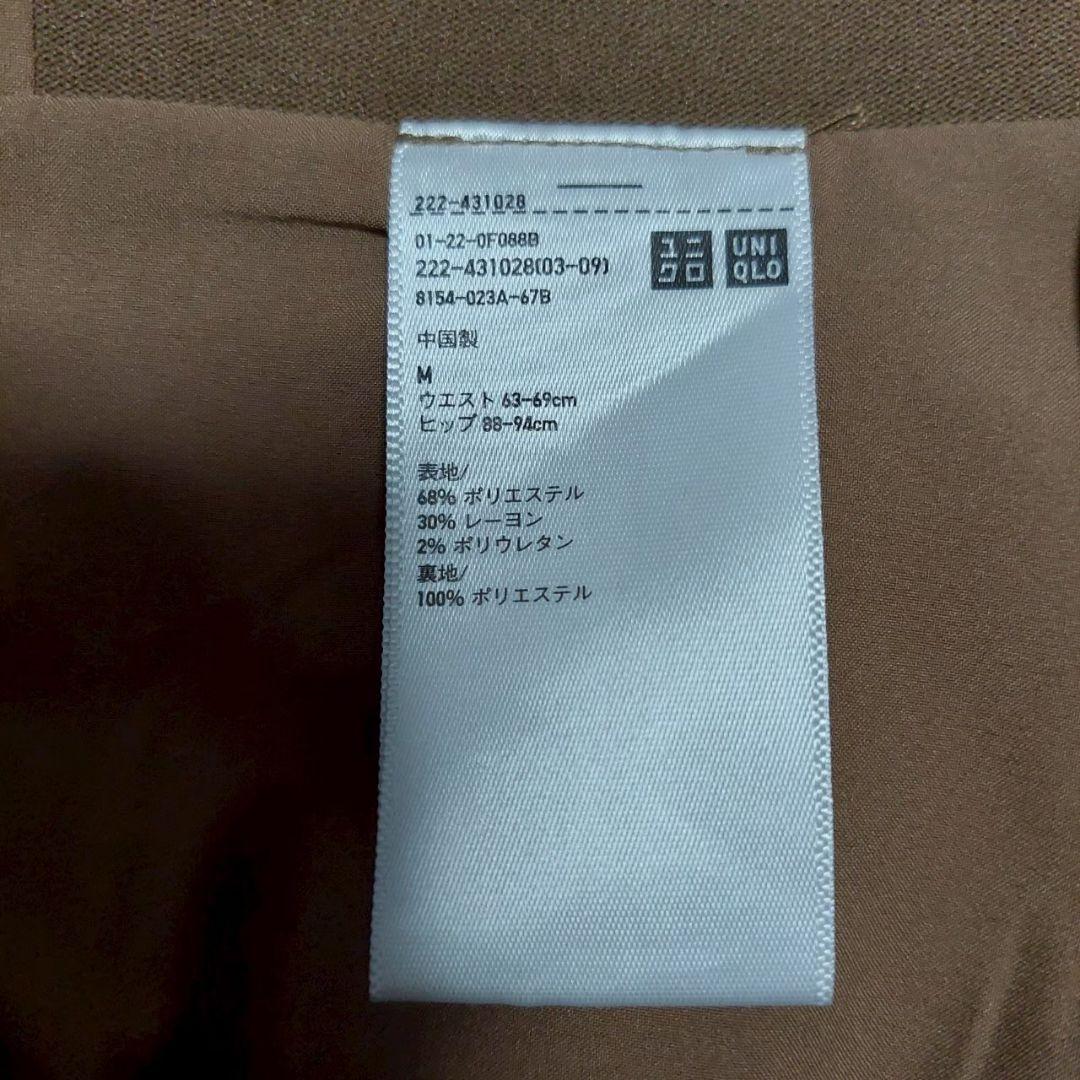 222-431028
01-22-0F088B
222-431028(03-09)
8154-023A-67B
ユニ
クロ
UNI
QLO
中国製
M
ウエスト 63-69cm
ヒップ 88-94cm
表地/
68% ポリエステル
30% レーヨン
2% ポリウレタン
裏地/
100% ポリエステル